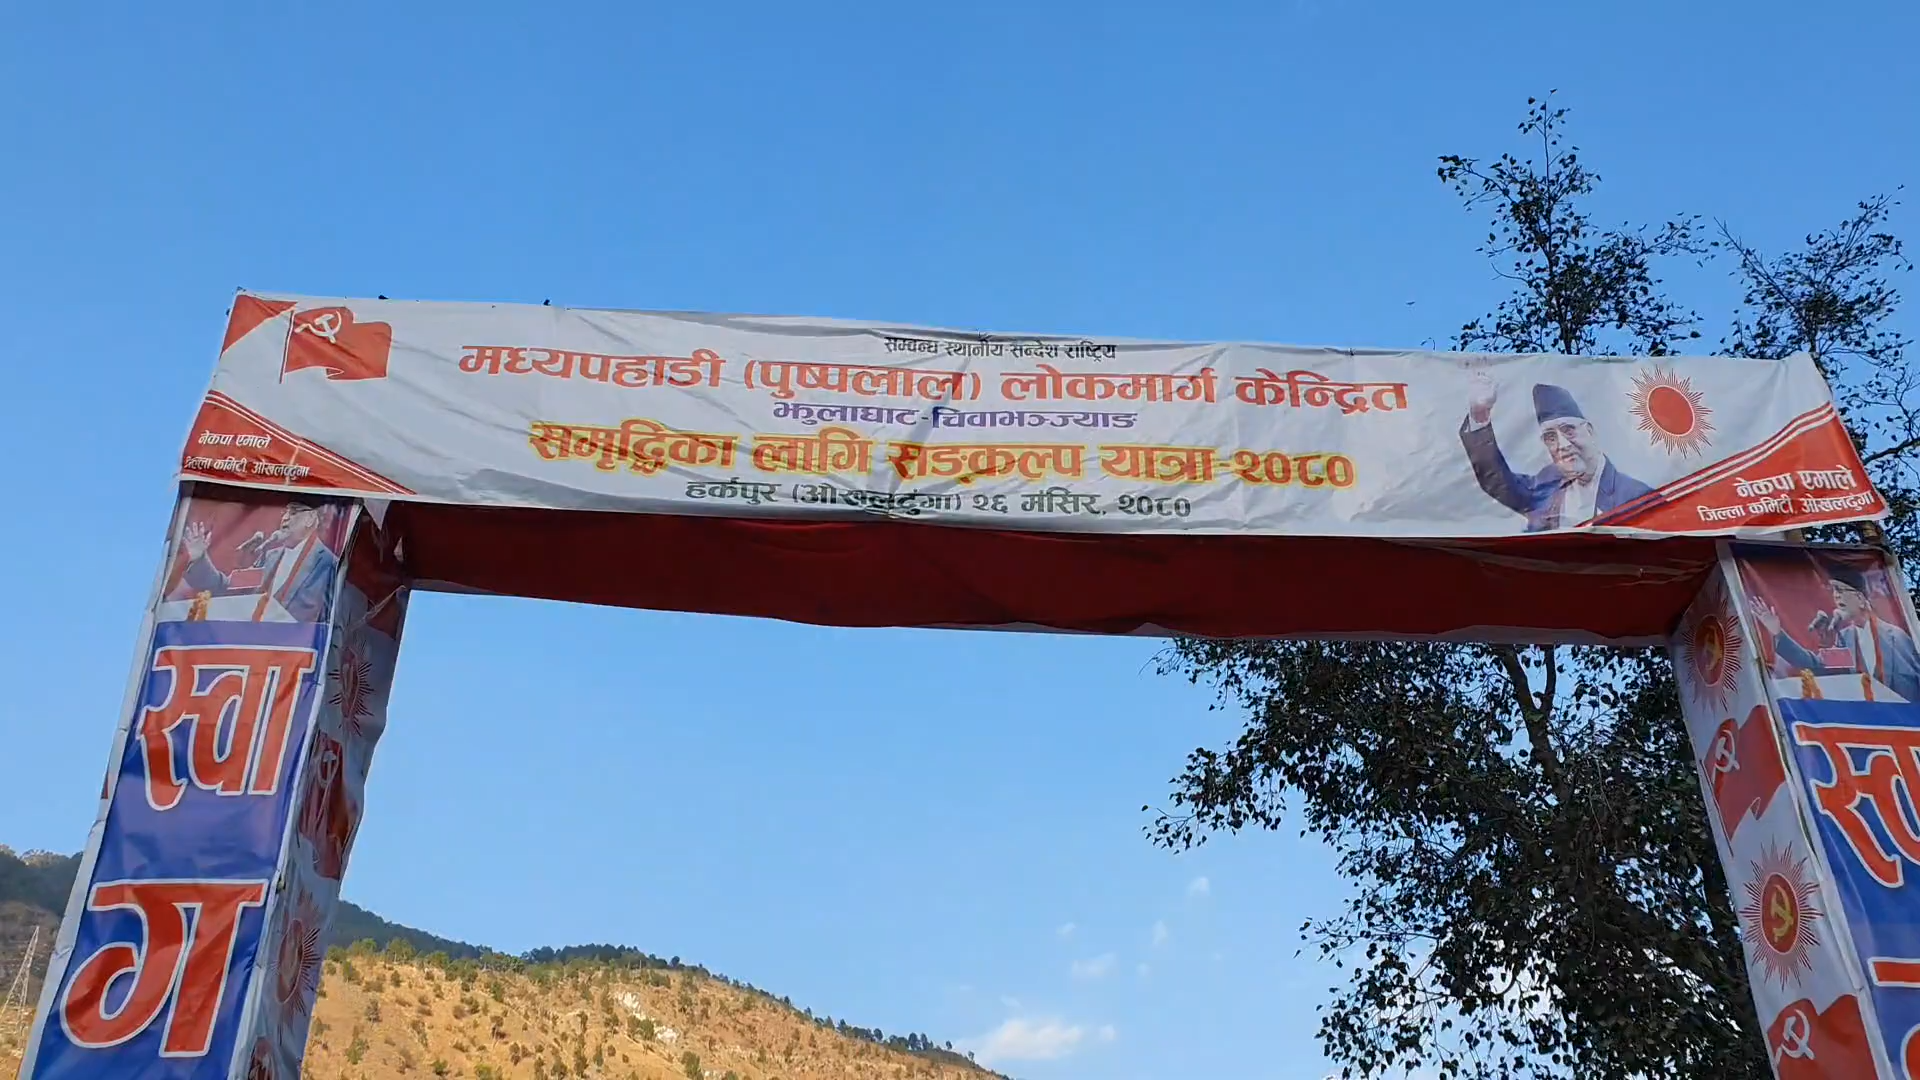 सम्वन्ध स्थानीय सन्देश राष्ट्रिय
मध्यपहाडी (पुष्पलाल) लोकमार्ग केन्द्रित
झुलाघाट-चिवाभञ्ज्याङ
समृद्धिका लागि सङ्कल्प यात्रा-२०८०
हर्कपुर (ओखलढुंगा) २६ मंसिर, २०८०
नेकपा एमाले
जिल्ला कमिटी, ओखलढुंगा
नेकपा एमाले
जिल्ला कमिटी, ओखलढुंगा
स्वा
ग